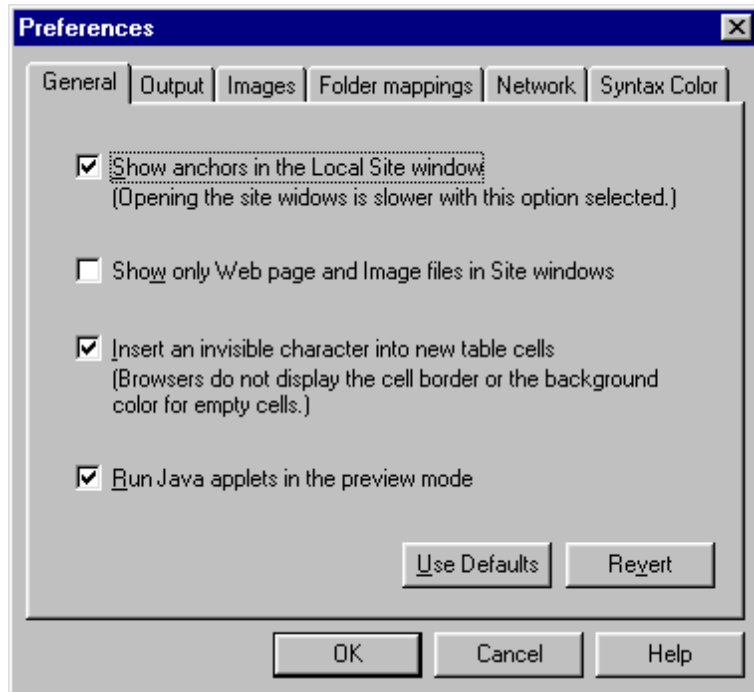 Preferences
General Output Images Folder mappings Network Syntax Color
Show anchors in the Local Site window
(Opening the site widows is slower with this option selected.)
Show only Web page and Image files in Site windows
Insert an invisible character into new table cells
(Browsers do not display the cell border or the background
color for empty cells.)
Run Java applets in the preview mode
Use Defaults Revert
OK Cancel Help